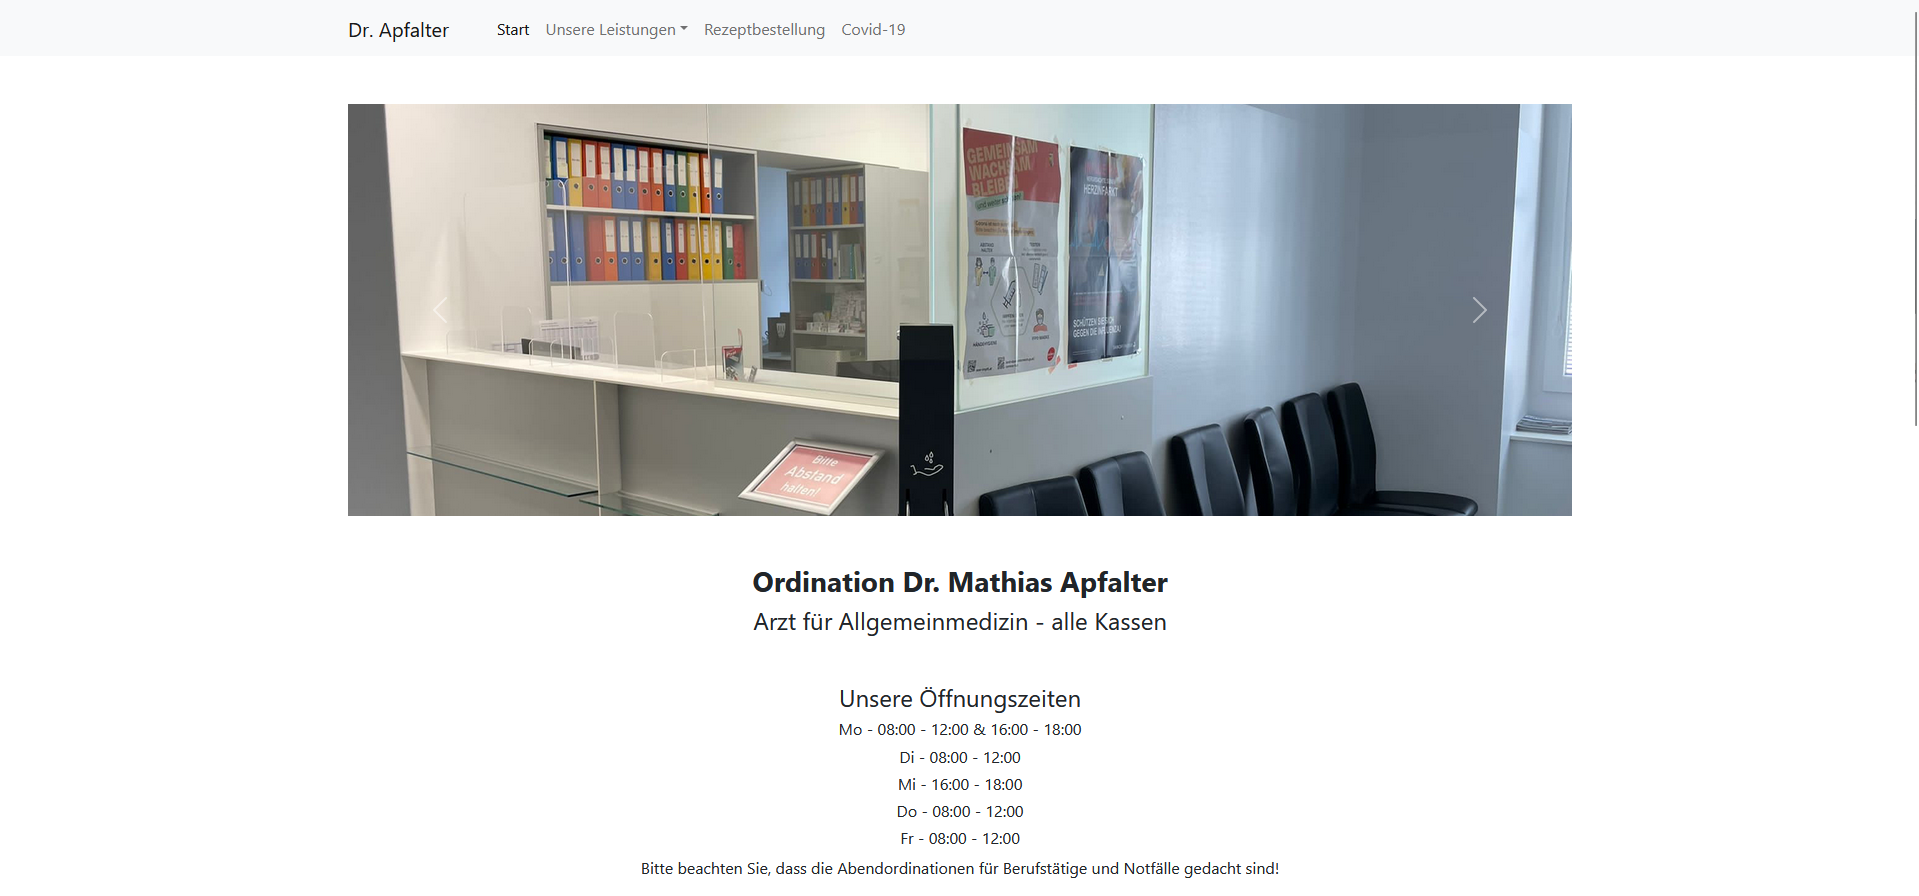 Dr. Apfalter
Start
Unsere Leistungen
Rezeptbestellung
Covid-19
GEMEINSAM
WACHSAM
BLEIBEN
HERZINFARKT
SCHÜTZEN SIE SICH
GEGEN DIE INFLUENZA!
Bitte
Abstand
halten!
Ordination Dr. Mathias Apfalter
Arzt für Allgemeinmedizin - alle Kassen
Unsere Öffnungszeiten
Mo - 08:00 - 12:00 & 16:00 - 18:00
Di - 08:00 - 12:00
Mi - 16:00 - 18:00
Do - 08:00 - 12:00
Fr - 08:00 - 12:00
Bitte beachten Sie, dass die Abendordinationen für Berufstätige und Notfälle gedacht sind!